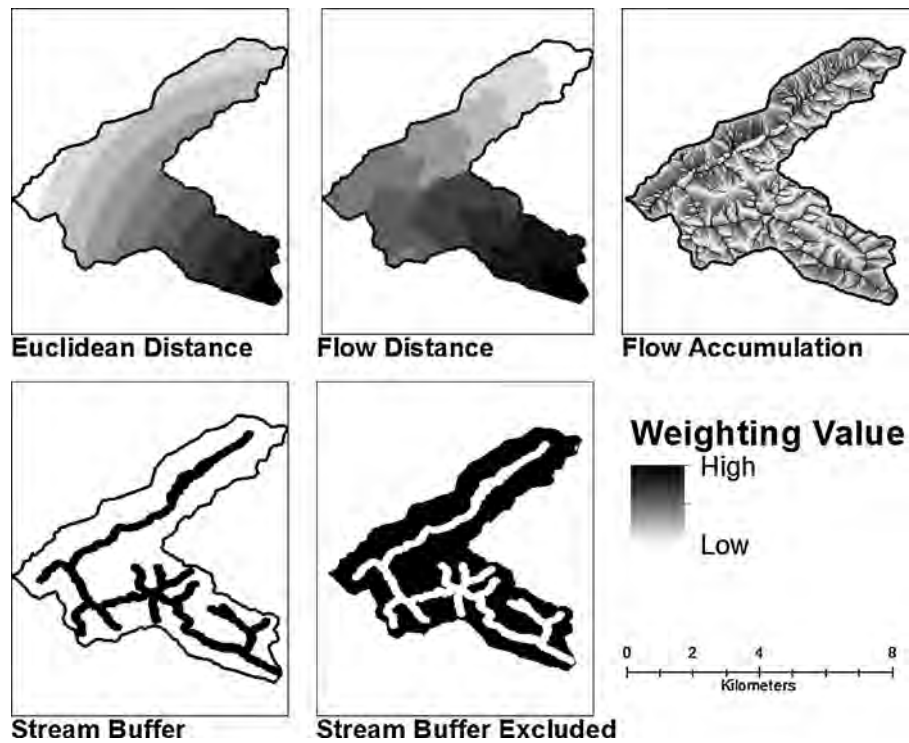 Euclidean Distance
Flow Distance
Flow Accumulation
Weighting Value
High
Low
0 2 4 8
Kilometers
Stream Buffer
Stream Buffer Excluded